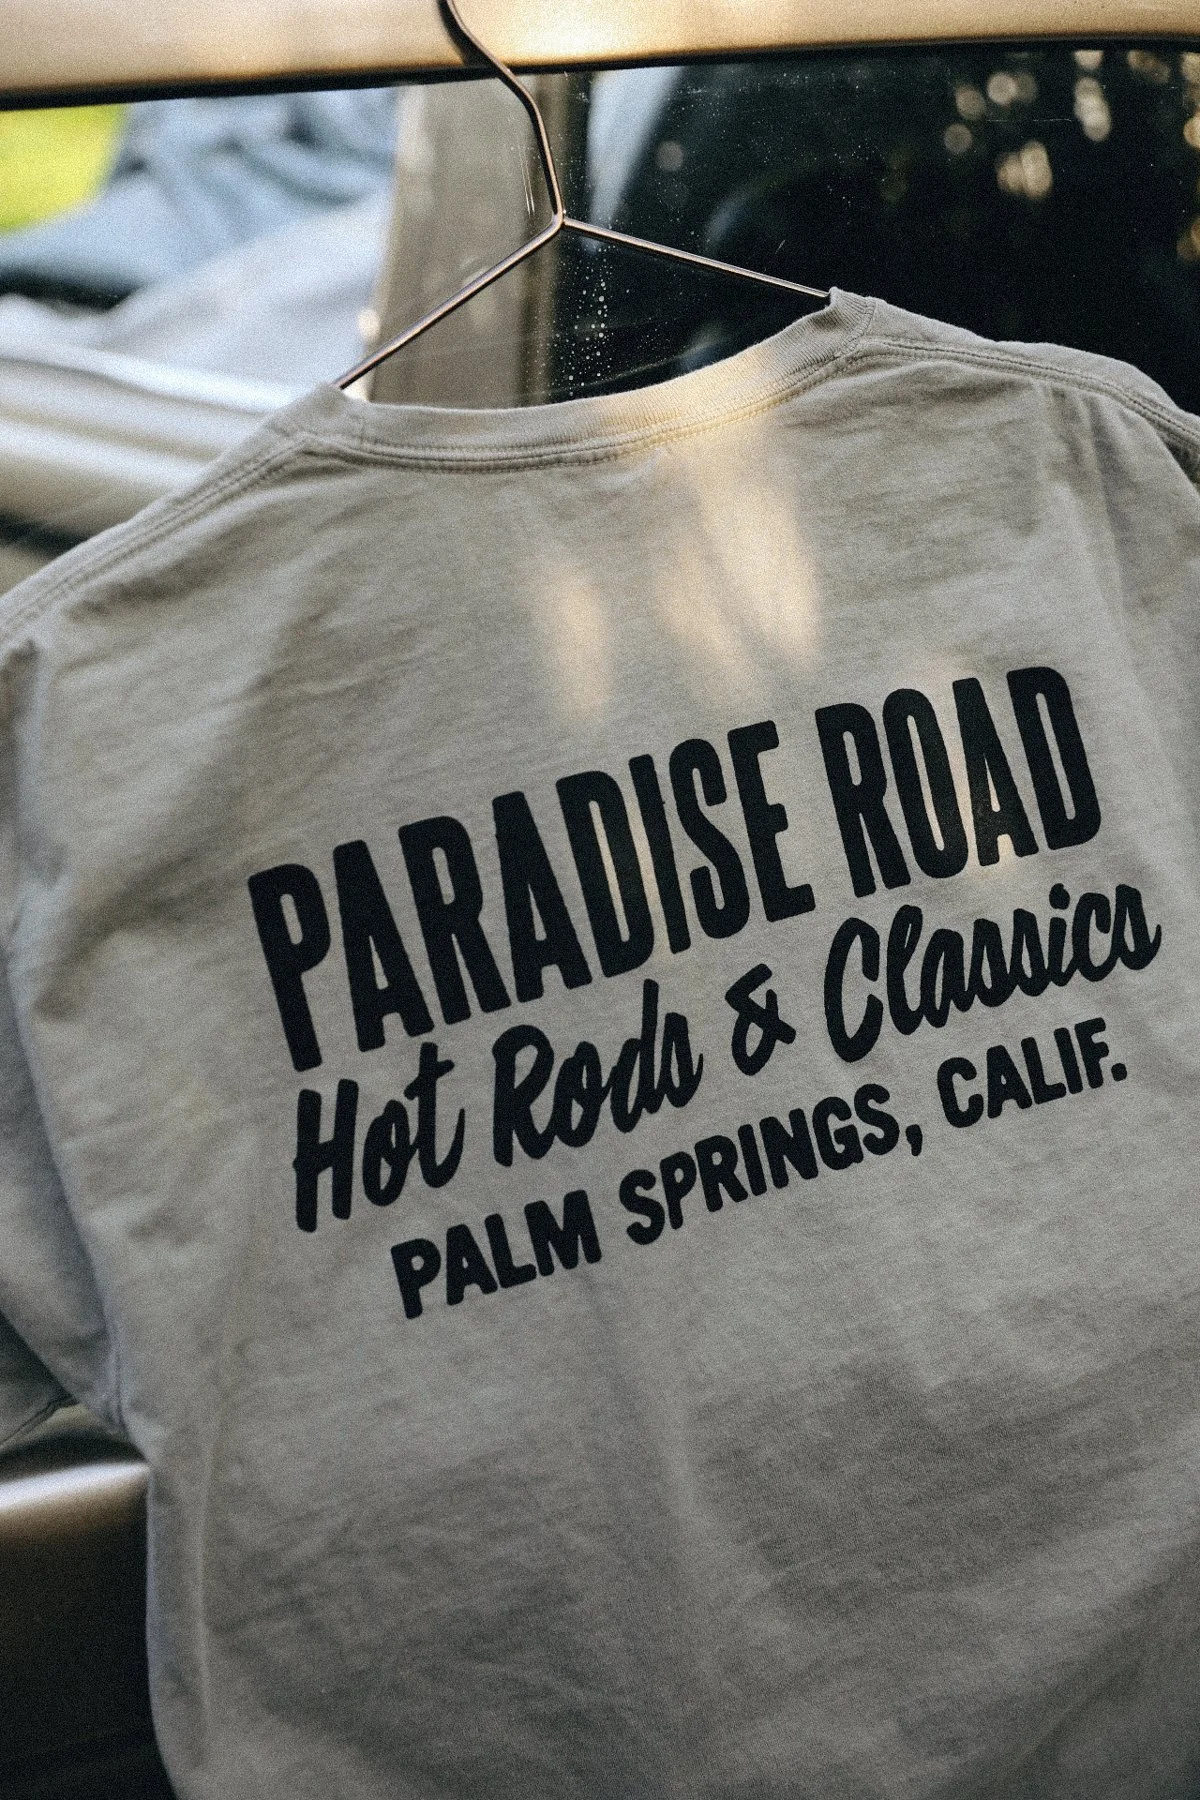 PARADISE ROAD
Hot Rods & Classics
PALM SPRINGS, CALIF.